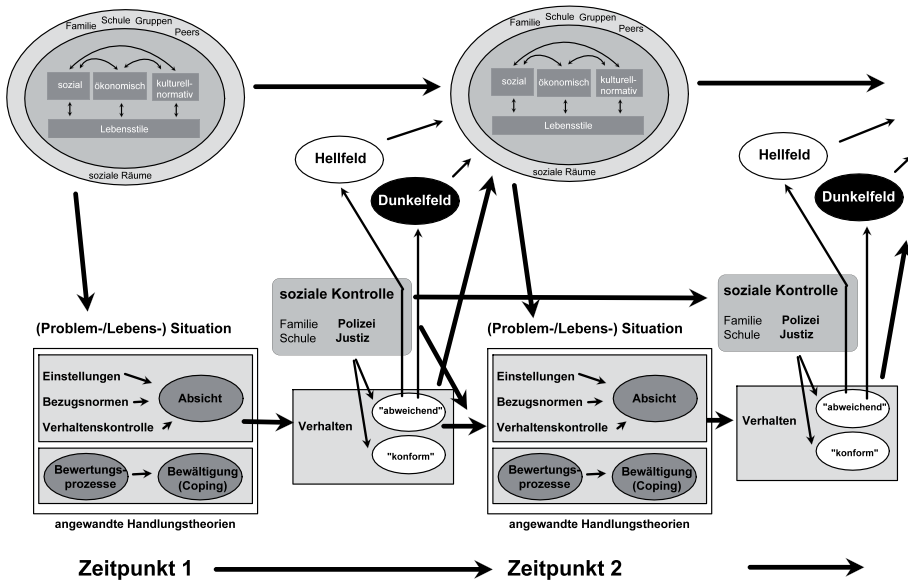 Familie Schule Gruppen Peers
sozial ökonomisch kulturell-
normativ
Lebensstile
soziale Räume
Familie Schule Gruppen Peers
sozial ökonomisch kulturell-
normativ
Lebensstile
soziale Räume
Hellfeld
Dunkelfeld
Hellfeld
Dunkelfeld
soziale Kontrolle
Familie Polizei
Schule Justiz
soziale Kontrolle
Familie Polizei
Schule Justiz
(Problem-/Lebens-) Situation
Einstellungen
Bezugsnormen
Verhaltenskontrolle
Absicht
Bewertungs-
prozesse
Bewältigung
(Coping)
angewandte Handlungstheorien
Verhalten
"abweichend"
"konform"
(Problem-/Lebens-) Situation
Einstellungen
Bezugsnormen
Verhaltenskontrolle
Absicht
Bewertungs-
prozesse
Bewältigung
(Coping)
angewandte Handlungstheorien
Verhalten
"abweichend"
"konform"
Zeitpunkt 1
Zeitpunkt 2